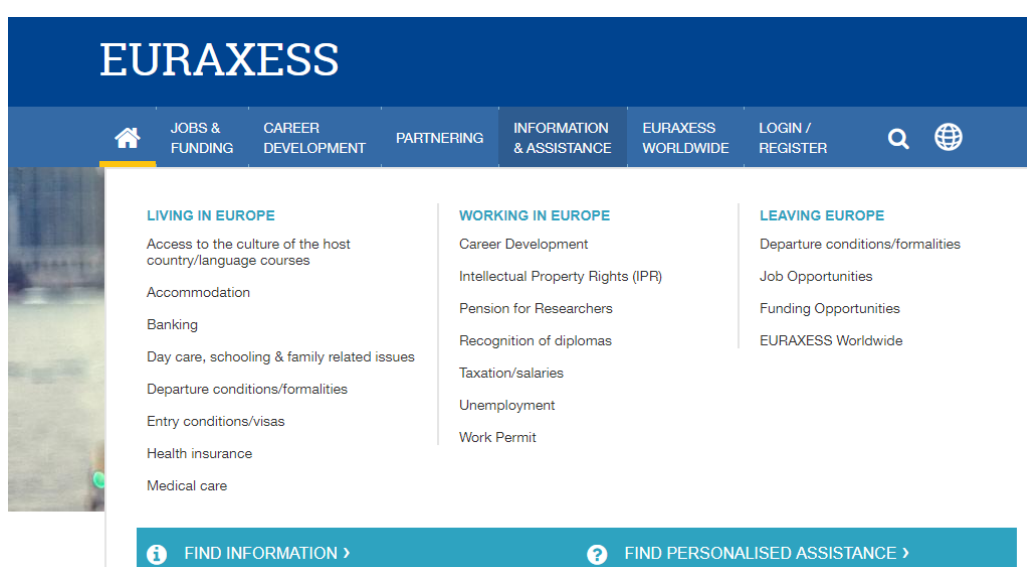 EURAXESS
JOBS &
FUNDING
CAREER
DEVELOPMENT
PARTNERING
INFORMATION
& ASSISTANCE
EURAXESS
WORLDWIDE
LOGIN /
REGISTER
LIVING IN EUROPE
Access to the culture of the host
country/language courses
Accommodation
Banking
Day care, schooling & family related issues
Departure conditions/formalities
Entry conditions/visas
Health insurance
Medical care
WORKING IN EUROPE
Career Development
Intellectual Property Rights (IPR)
Pension for Researchers
Recognition of diplomas
Taxation/salaries
Unemployment
Work Permit
LEAVING EUROPE
Departure conditions/formalities
Job Opportunities
Funding Opportunities
EURAXESS Worldwide
FIND INFORMATION ›
FIND PERSONALISED ASSISTANCE ›